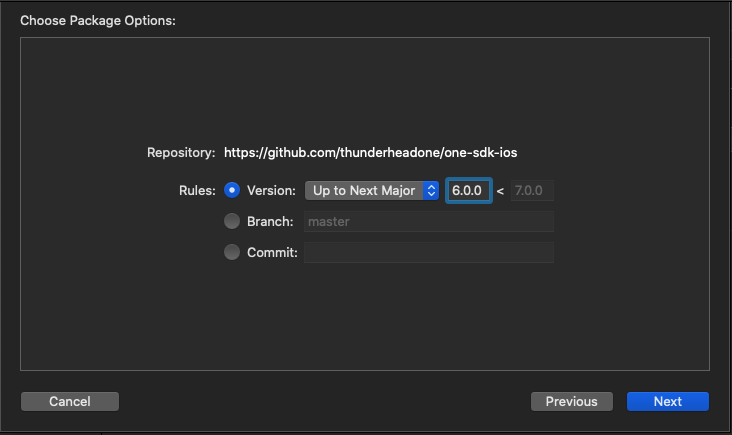 Choose Package Options:
Repository: https://github.com/thunderheadone/one-sdk-ios
Rules: Version: Up to Next Major 6.0.0 < 7.0.0
Branch: master
Commit:
Cancel Previous Next